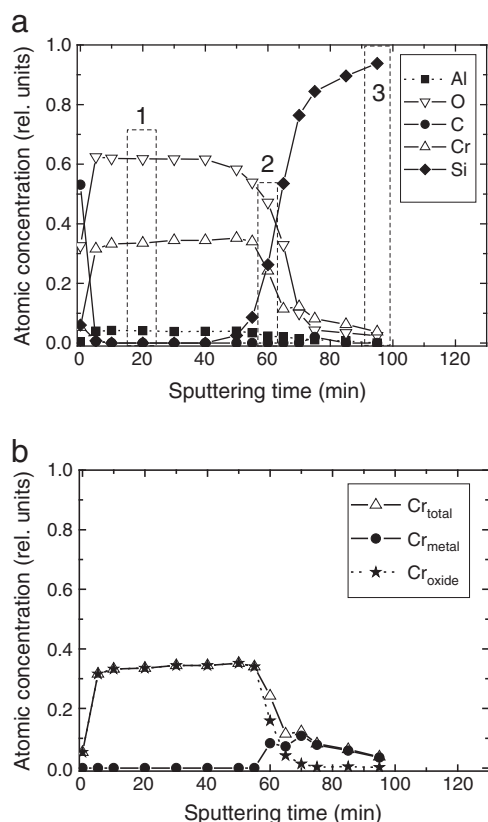 a
Atomic concentration (rel. units)
1.0
0.8
0.6
0.4
0.2
0.0
0 20 40 60 80 100 120
Sputtering time (min)
1
2
3
Al
O
C
Cr
Si
b
Atomic concentration (rel. units)
1.0
0.8
0.6
0.4
0.2
0.0
0 20 40 60 80 100 120
Sputtering time (min)
Cr_total
Cr_metal
Cr_oxide